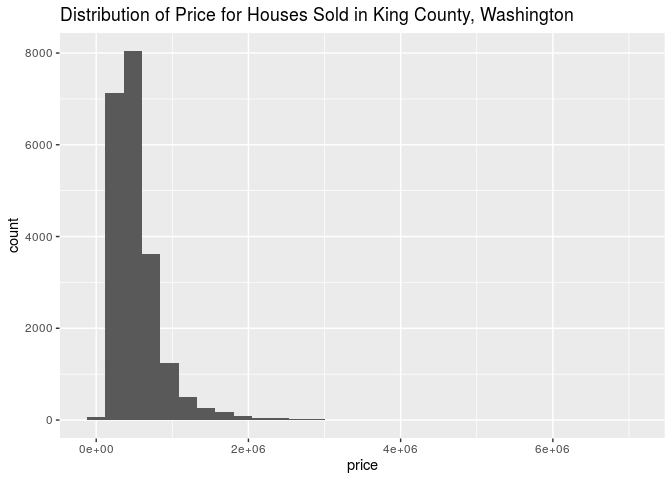 Distribution of Price for Houses Sold in King County, Washington
8000
6000
4000
2000
0
count
0e+00 2e+06 4e+06 6e+06
price